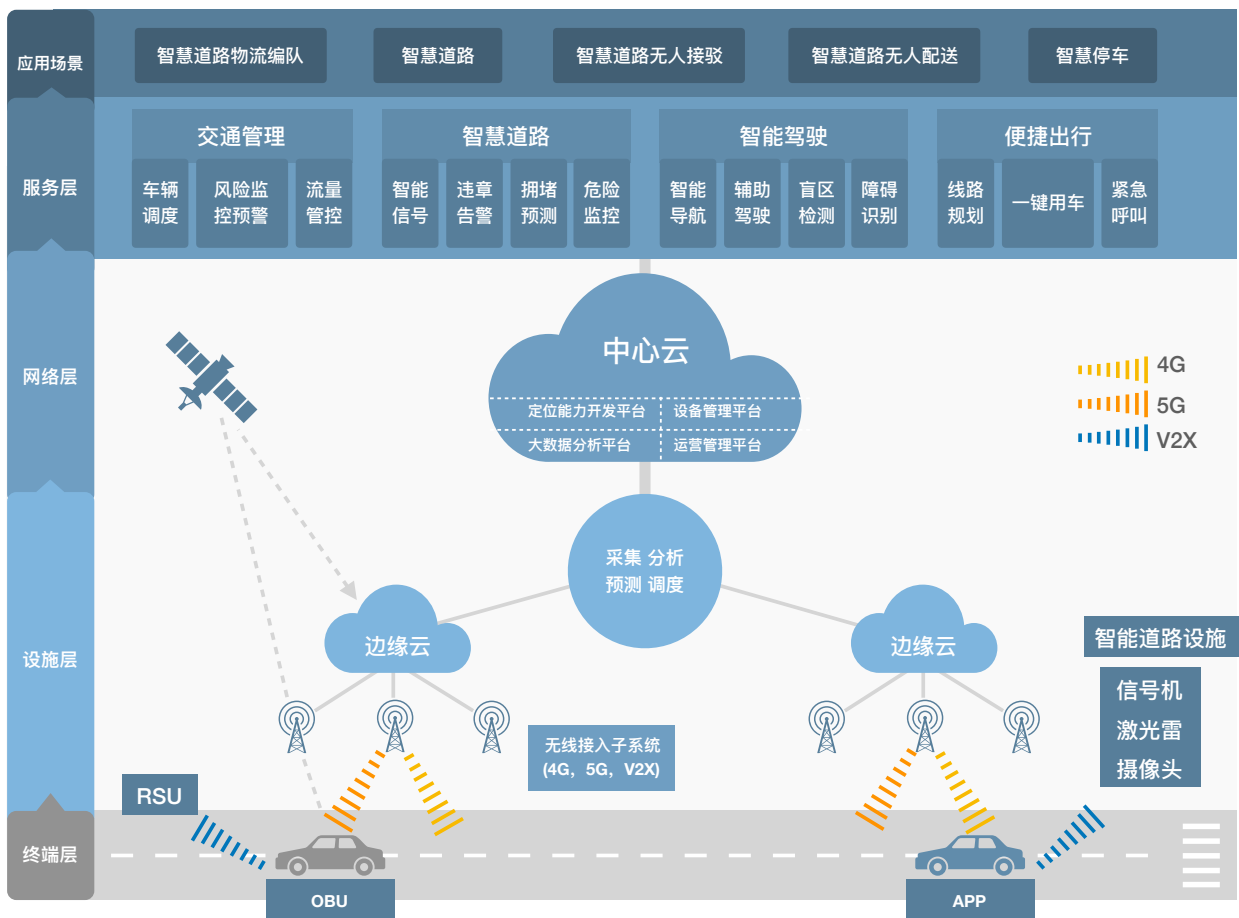 应用场景
智慧道路物流编队
智慧道路
智慧道路无人接驳
智慧道路无人配送
智慧停车
服务层
交通管理
车辆
调度
风险监
控预警
流量
管控
智慧道路
智能
信号
违章
告警
拥堵
预测
危险
监控
智能驾驶
智能
导航
辅助
驾驶
盲区
检测
障碍
识别
便捷出行
线路
规划
一键用车
紧急
呼叫
网络层
中心云
定位能力开发平台
设备管理平台
大数据分析平台
运营管理平台
4G
5G
V2X
设施层
采集 分析
预测 调度
边缘云
边缘云
智能道路设施
信号机
激光雷
摄像头
无线接入子系统
(4G，5G，V2X)
RSU
终端层
OBU
APP